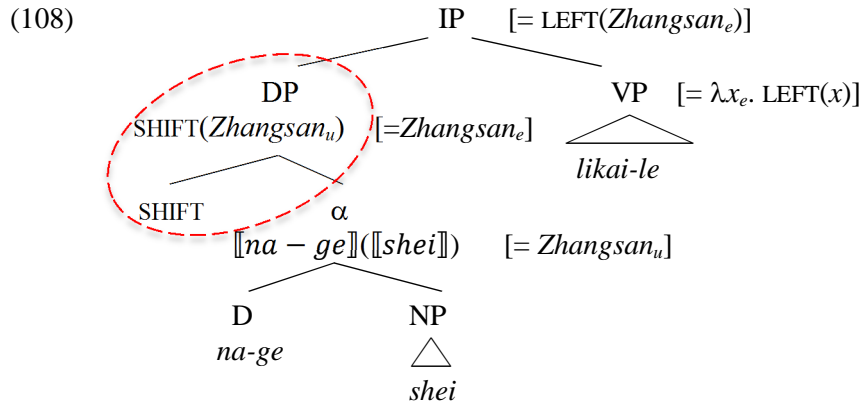 (108) IP [= LEFT(Zhangsanₑ)]
DP VP [= λxₑ. LEFT(x)]
SHIFT(Zhangsanᵤ) [=Zhangsanₑ] likai-le
SHIFT α
⟦na − ge⟧(⟦shei⟧) [= Zhangsanᵤ]
D NP
na-ge
shei